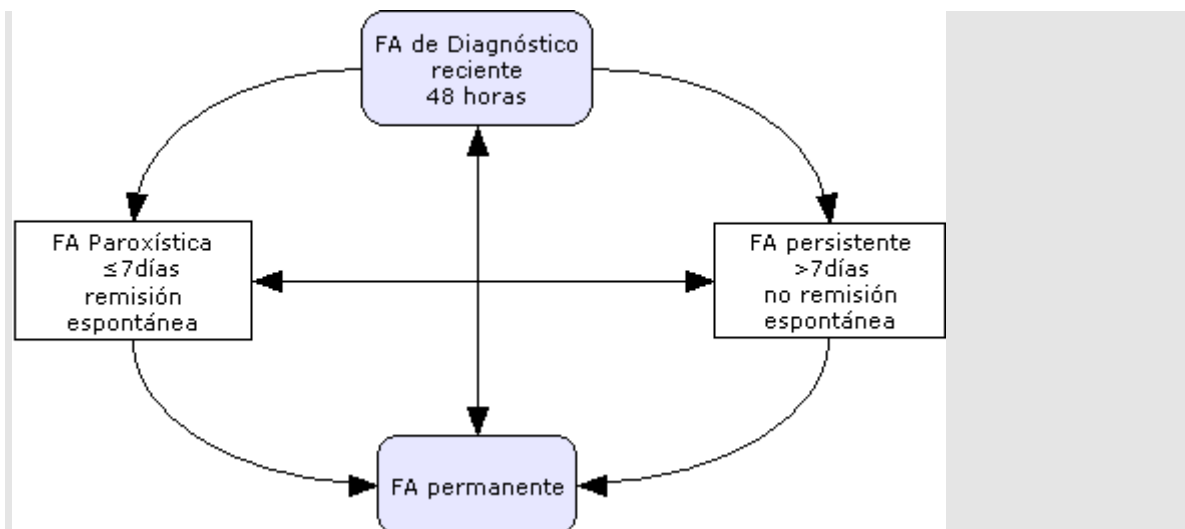 FA de Diagnóstico
reciente
48 horas
FA Paroxística
≤7días
remisión
espontánea
FA persistente
>7días
no remisión
espontánea
FA permanente